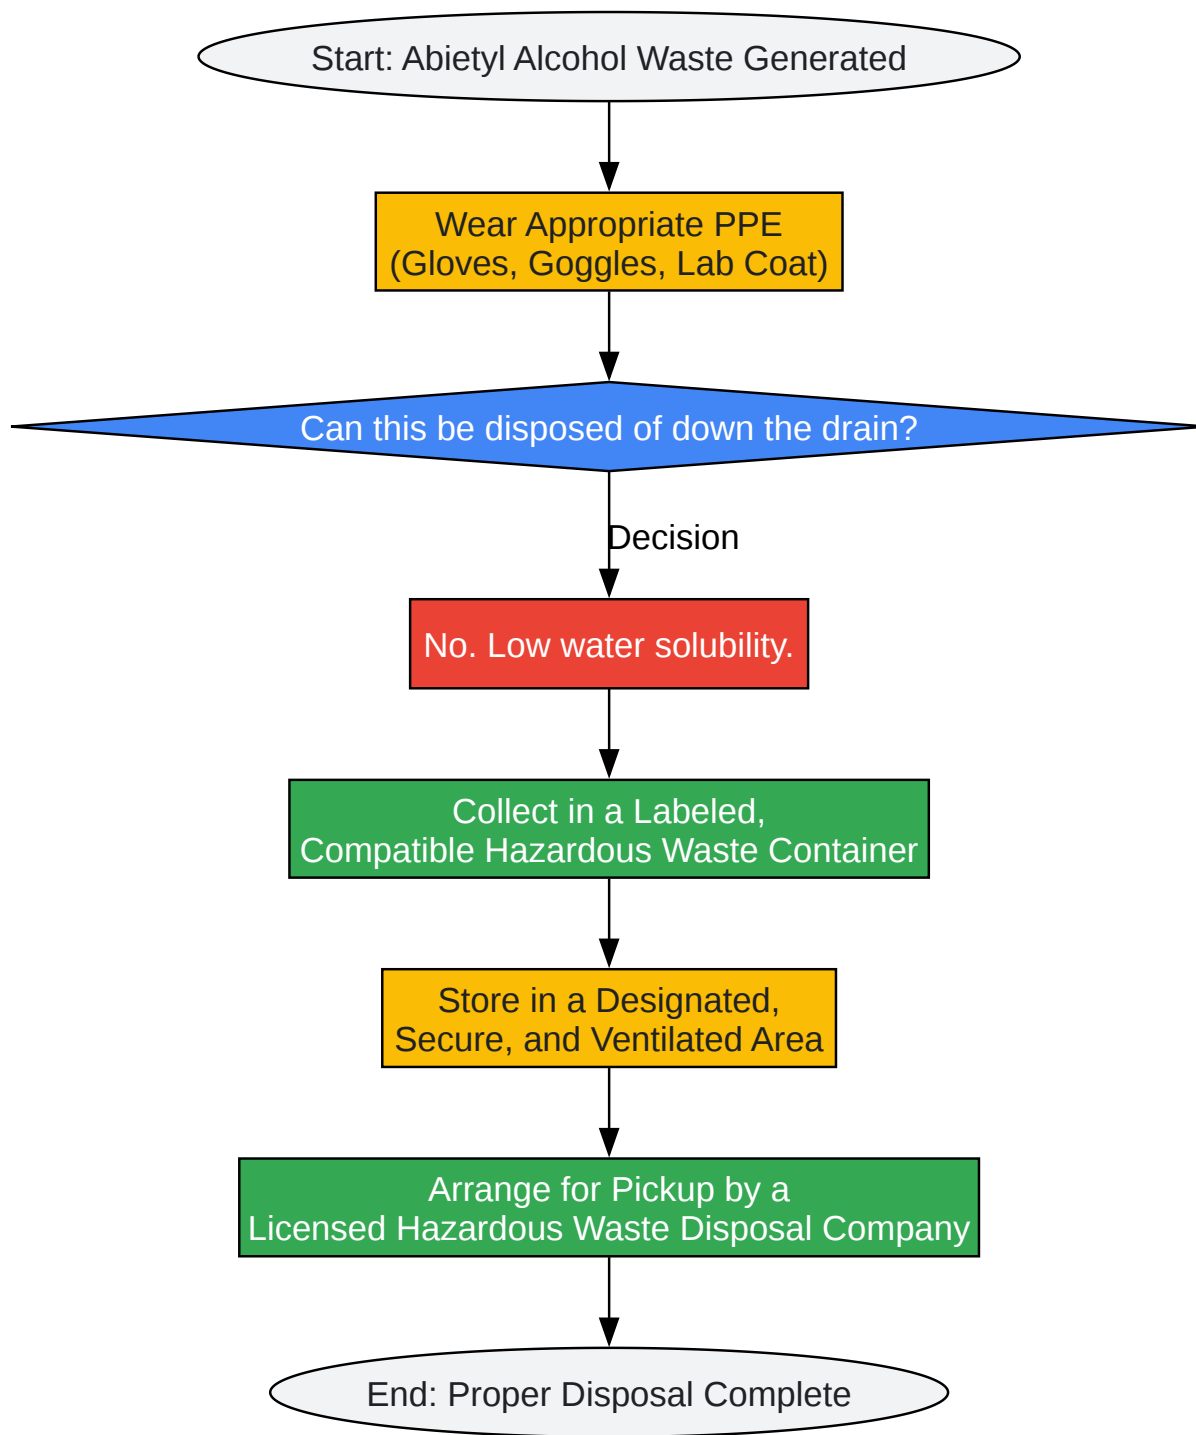 Start: Abietyl Alcohol Waste Generated
Wear Appropriate PPE
(Gloves, Goggles, Lab Coat)
Can this be disposed of down the drain?
Decision
No. Low water solubility.
Collect in a Labeled,
Compatible Hazardous Waste Container
Store in a Designated,
Secure, and Ventilated Area
Arrange for Pickup by a
Licensed Hazardous Waste Disposal Company
End: Proper Disposal Complete